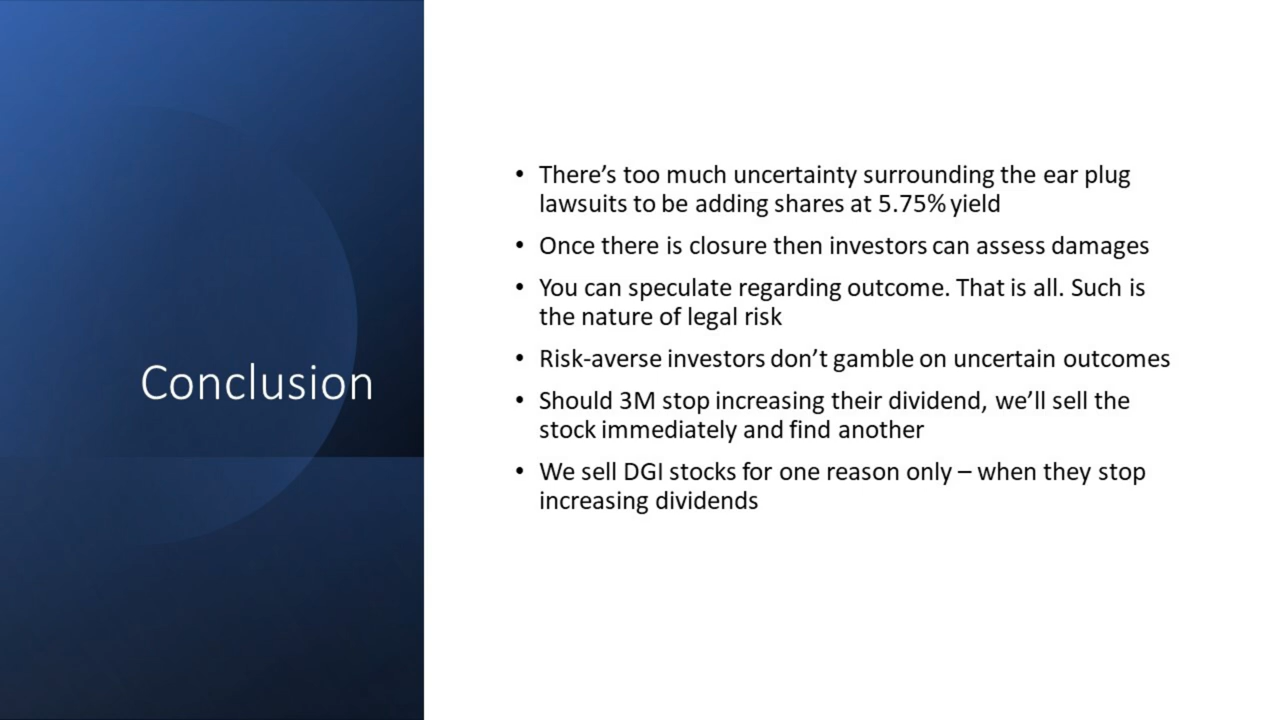 Conclusion
• There’s too much uncertainty surrounding the ear plug
lawsuits to be adding shares at 5.75% yield
• Once there is closure then investors can assess damages
• You can speculate regarding outcome. That is all. Such is
the nature of legal risk
• Risk-averse investors don’t gamble on uncertain outcomes
• Should 3M stop increasing their dividend, we’ll sell the
stock immediately and find another
• We sell DGI stocks for one reason only – when they stop
increasing dividends